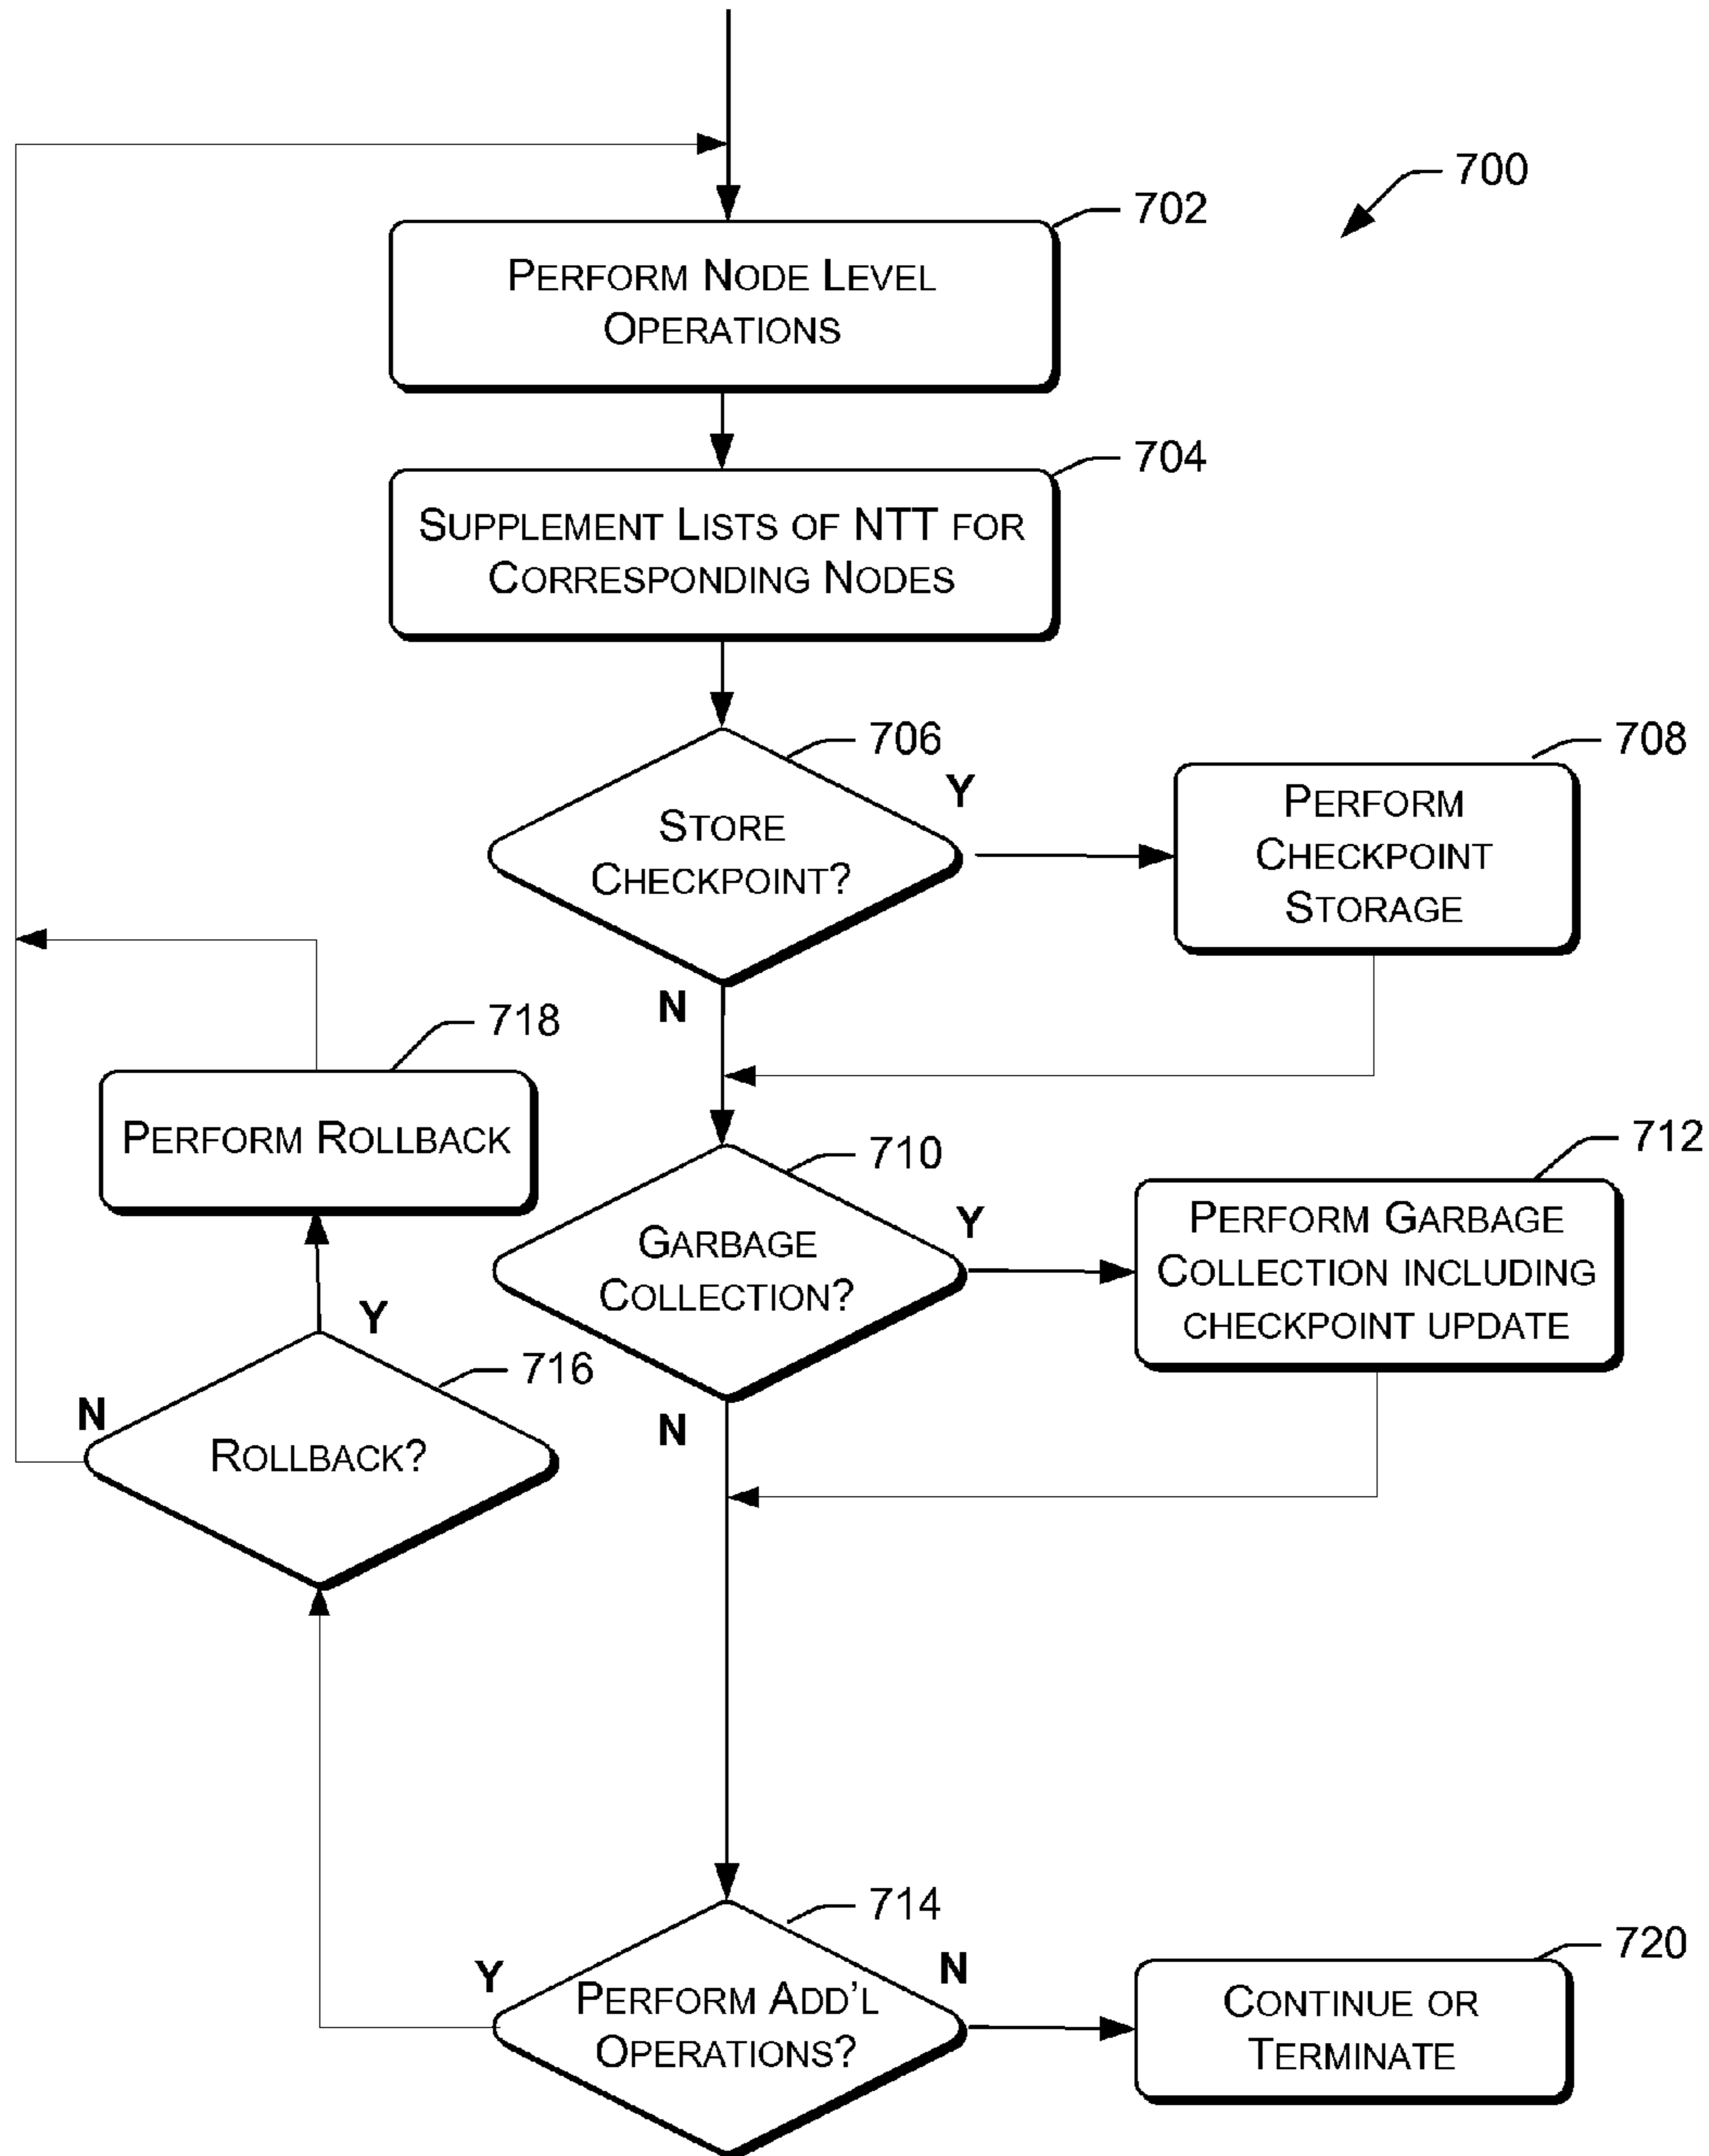 700
702
Perform Node Level
Operations
704
Supplement Lists of NTT for
Corresponding Nodes
706
Store
Checkpoint?
Y
N
708
Perform
Checkpoint
Storage
718
Perform Rollback
710
Garbage
Collection?
Y
N
712
Perform Garbage
Collection including
checkpoint update
Y
716
N
Rollback?
714
Y
Perform Add'l
Operations?
N
720
Continue or
Terminate